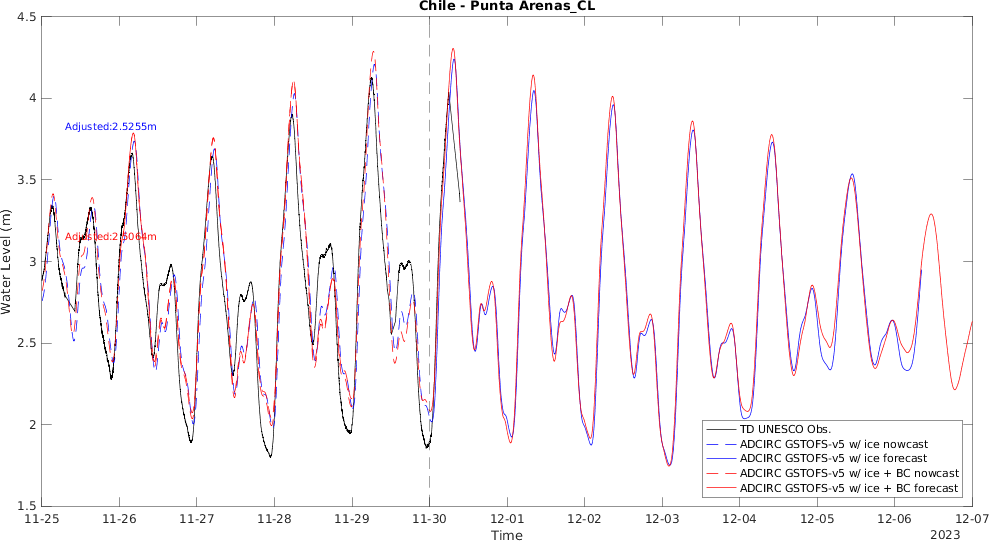 Chile - Punta Arenas_CL
4.5
4
3.5
3
2.5
2
1.5
Water Level (m)
Adjusted:2.5255m
Adjusted:2.5064m
TD UNESCO Obs.
ADCIRC GSTOFS-v5 w/ ice nowcast
ADCIRC GSTOFS-v5 w/ ice forecast
ADCIRC GSTOFS-v5 w/ ice + BC nowcast
ADCIRC GSTOFS-v5 w/ ice + BC forecast
11-25 11-26 11-27 11-28 11-29 11-30 12-01 12-02 12-03 12-04 12-05 12-06 12-07
Time
2023